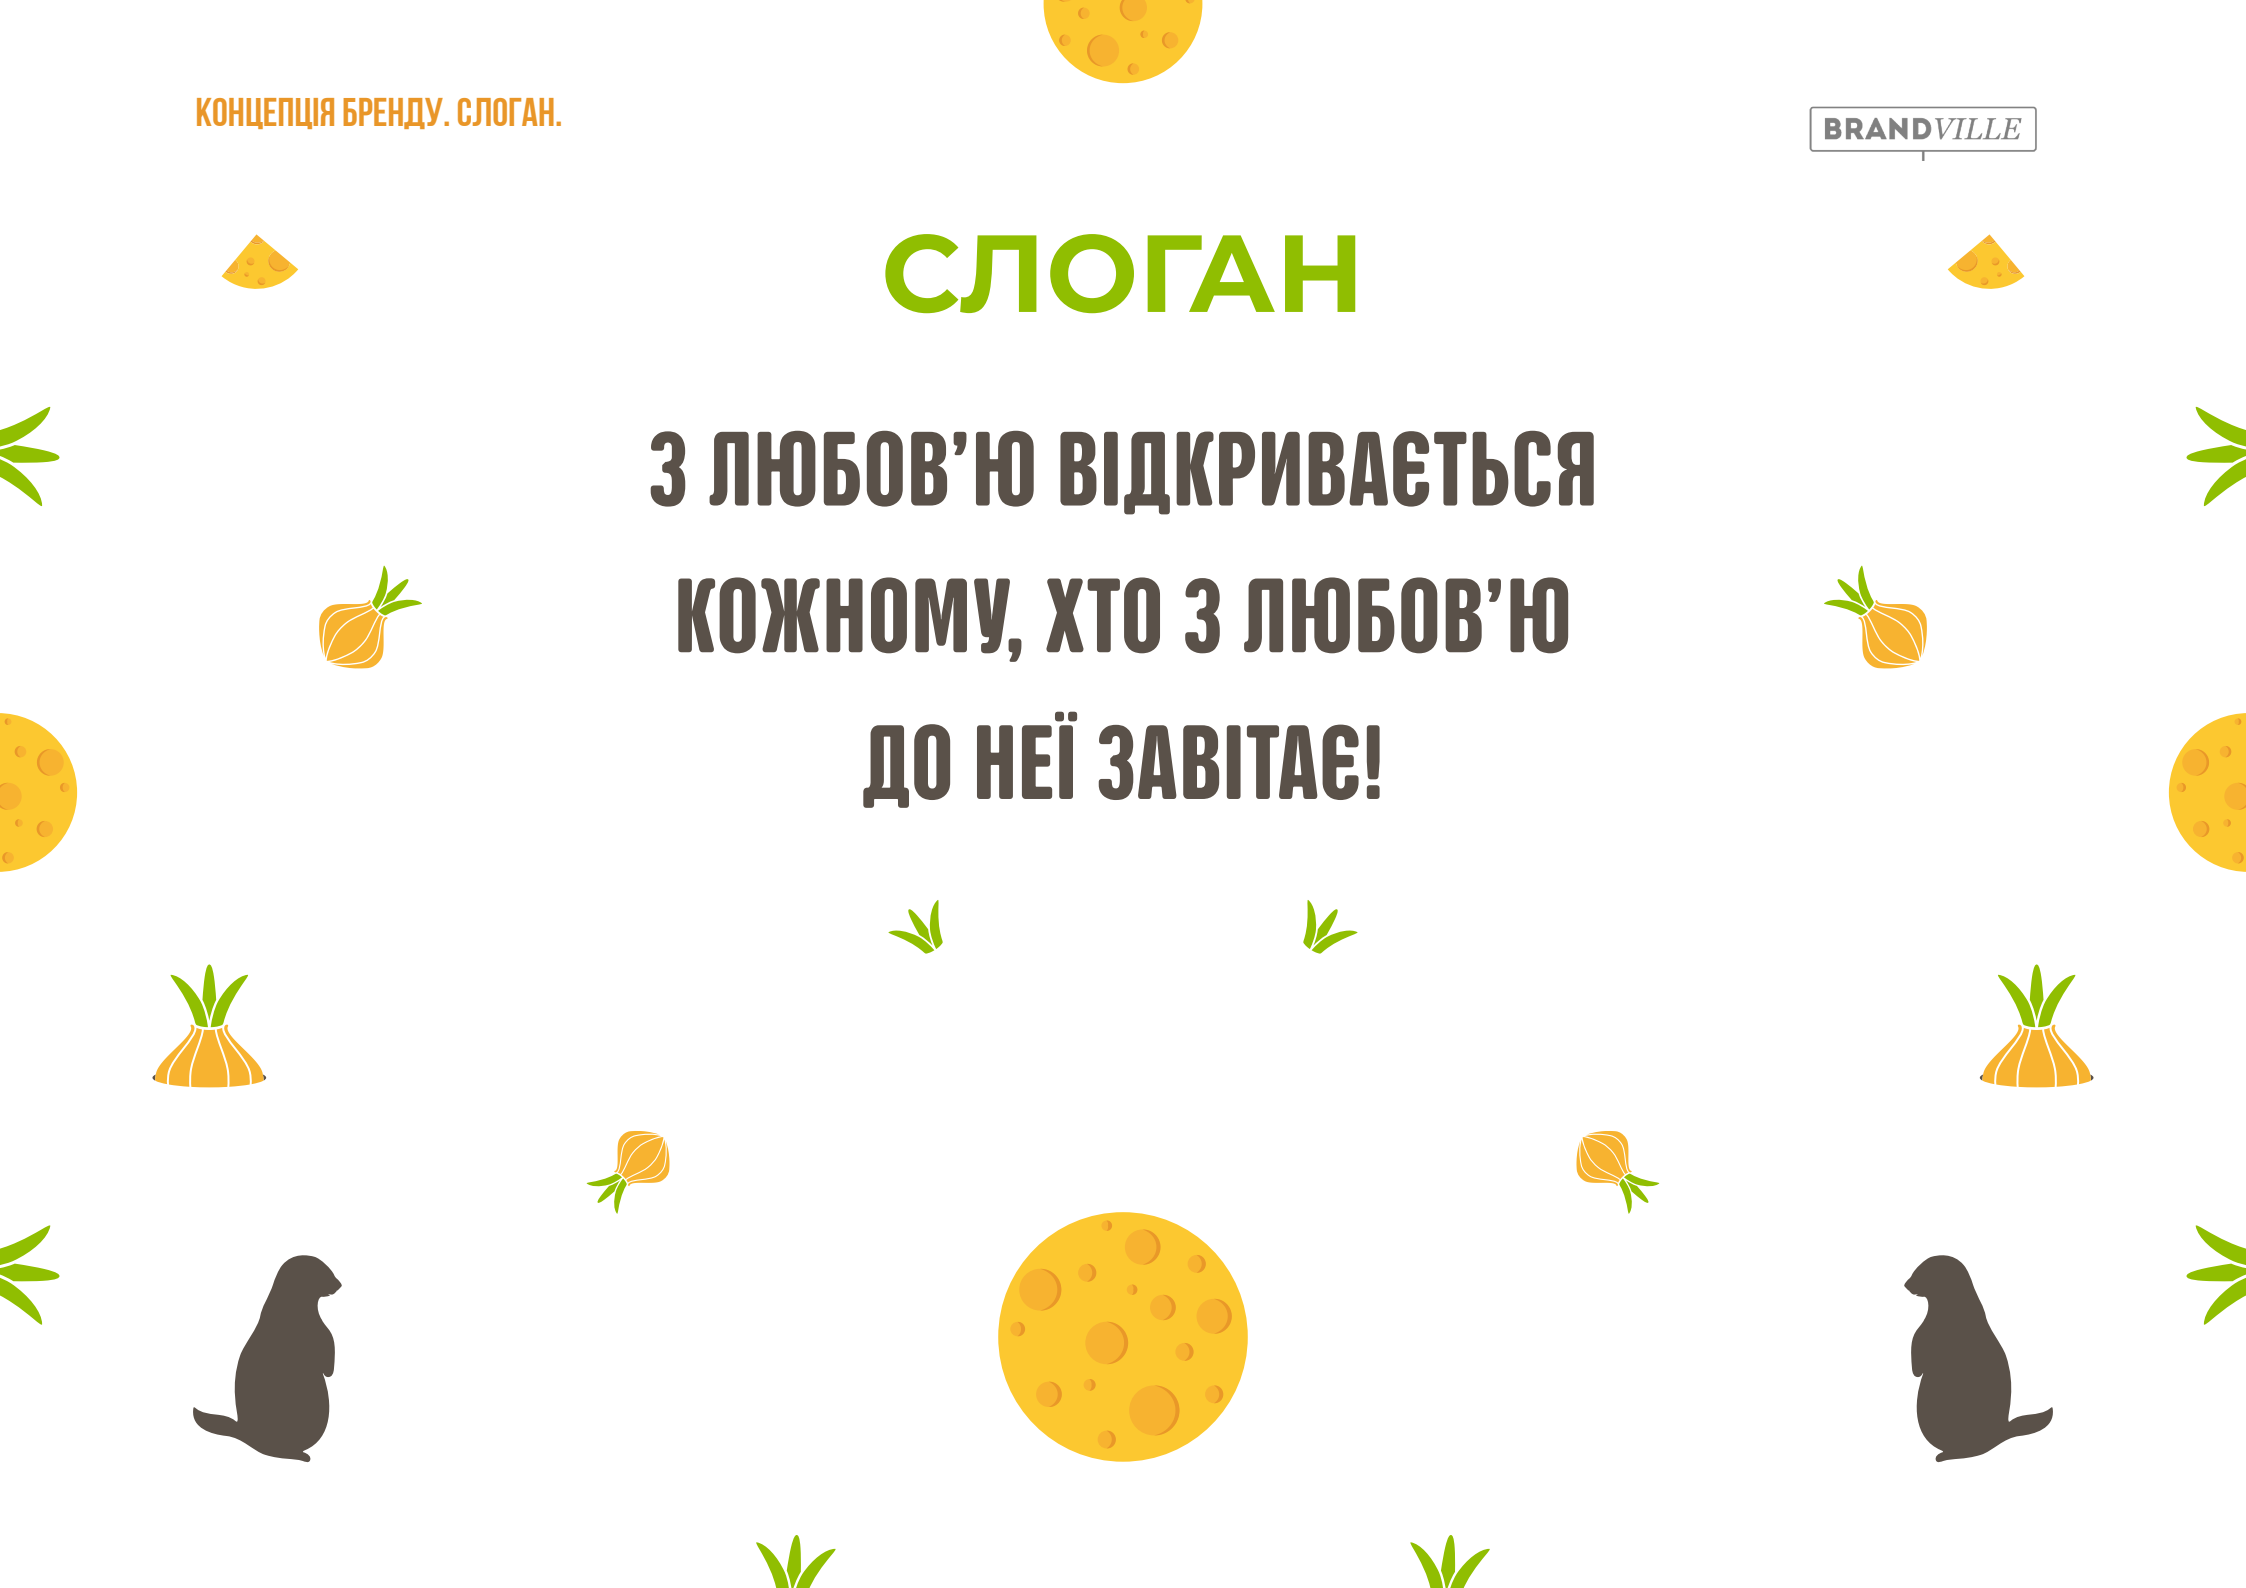 КОНЦЕПЦІЯ БРЕНДУ. СЛОГАН.
BRANDVILLE
СЛОГАН
З ЛЮБОВ’Ю ВІДКРИВАЄТЬСЯ
КОЖНОМУ, ХТО З ЛЮБОВ’Ю
ДО НЕЇ ЗАВІТАЄ!